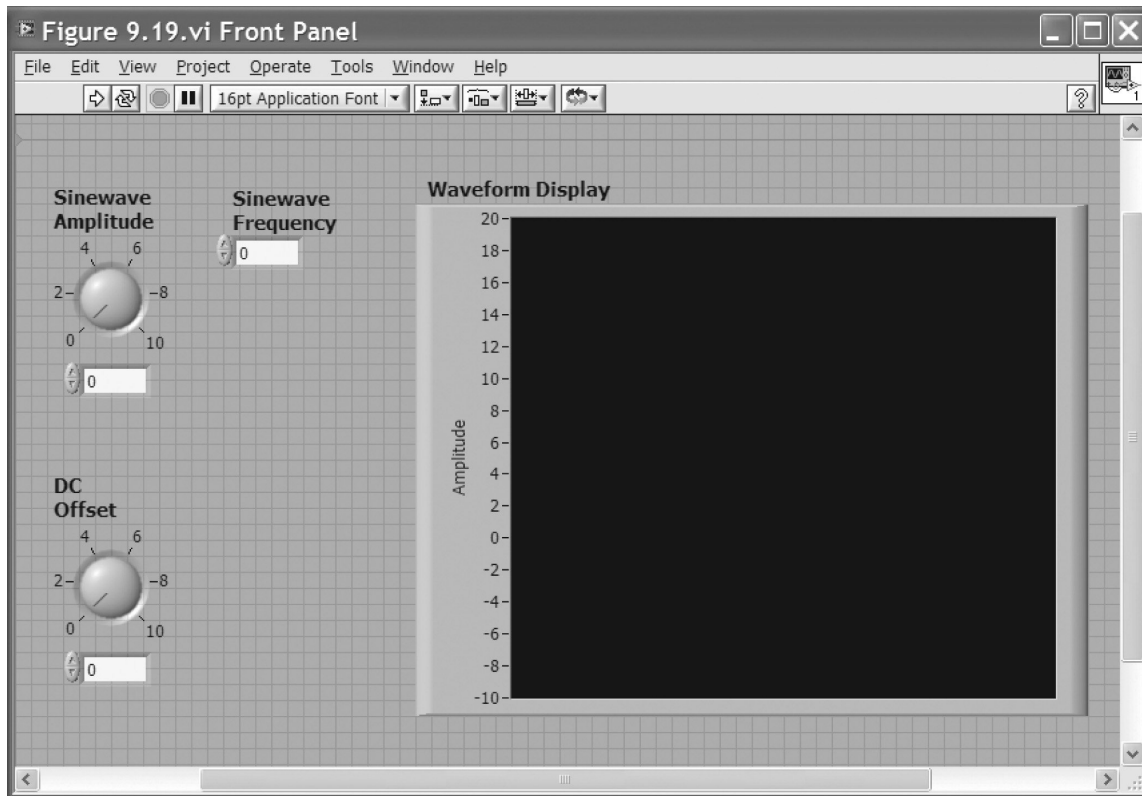 Figure 9.19.vi Front Panel
File Edit View Project Operate Tools Window Help
16pt Application Font
?
1
Sinewave
Amplitude
4 6
2 8
0 10
0
Sinewave
Frequency
0
DC
Offset
4 6
2 8
0 10
0
Waveform Display
Amplitude
20
18
16
14
12
10
8
6
4
2
0
-2
-4
-6
-8
-10